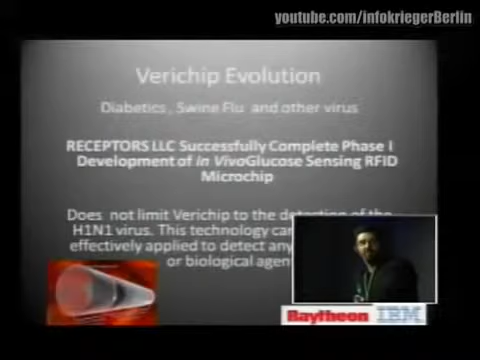 youtube.com/infokriegerBerlin
Verichip Evolution
Diabetics, Swine Flu and other virus
RECEPTORS LLC Successfully Complete Phase I
Development of In VivoGlucose Sensing RFID
Microchip
Does not limit Verichip to the detection of the
H1N1 virus. This technology can
effectively applied to detect any
or biological agen
Raytheon IBM